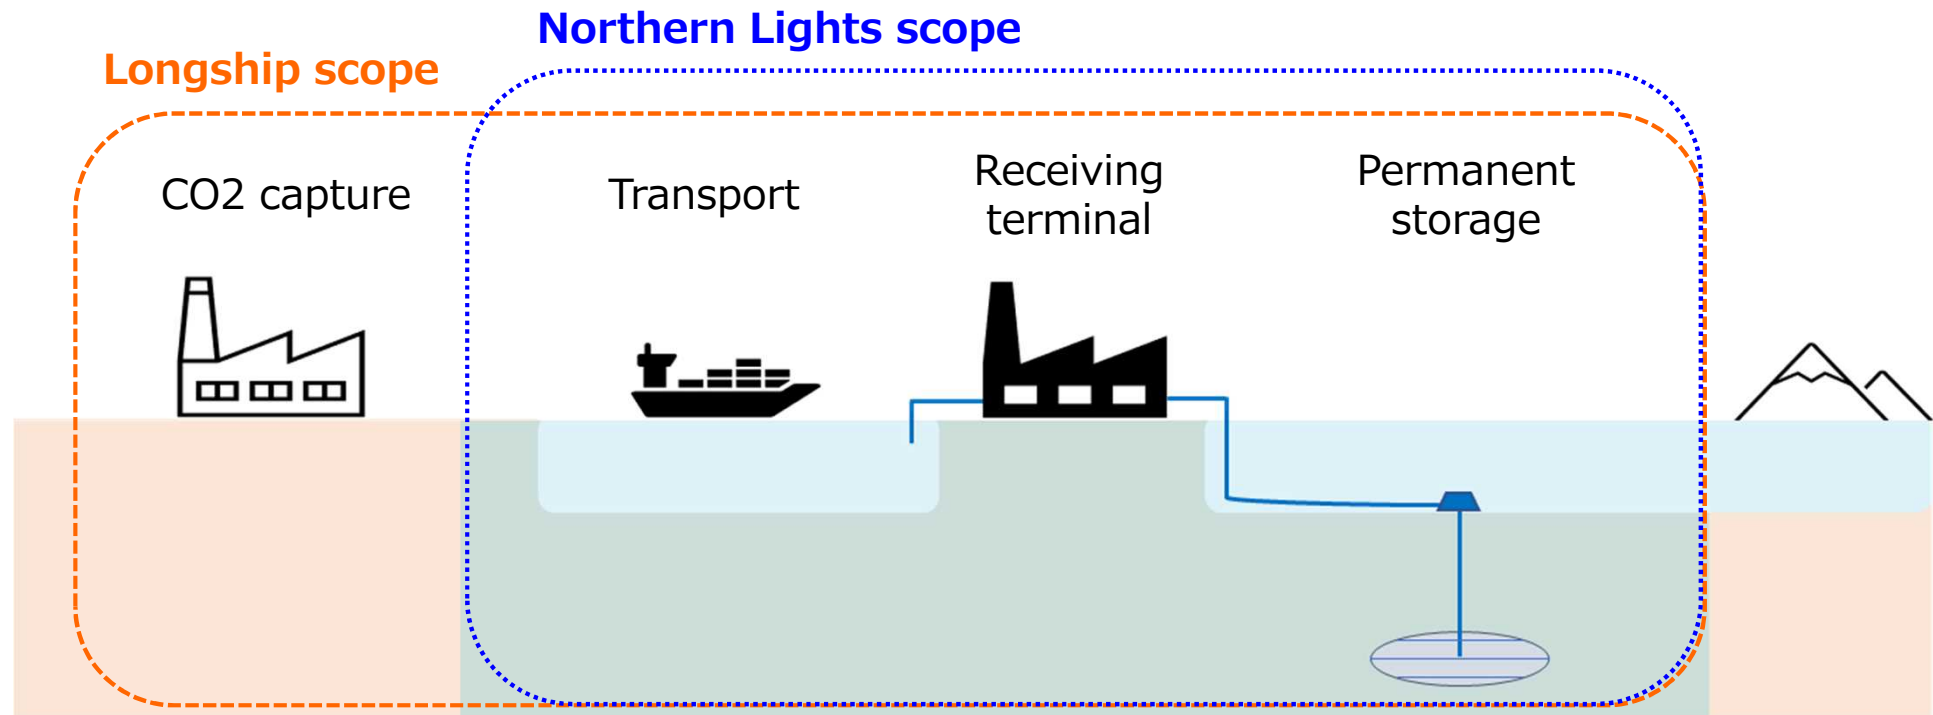 Northern Lights scope
Longship scope
CO2 capture
Transport
Receiving
terminal
Permanent
storage